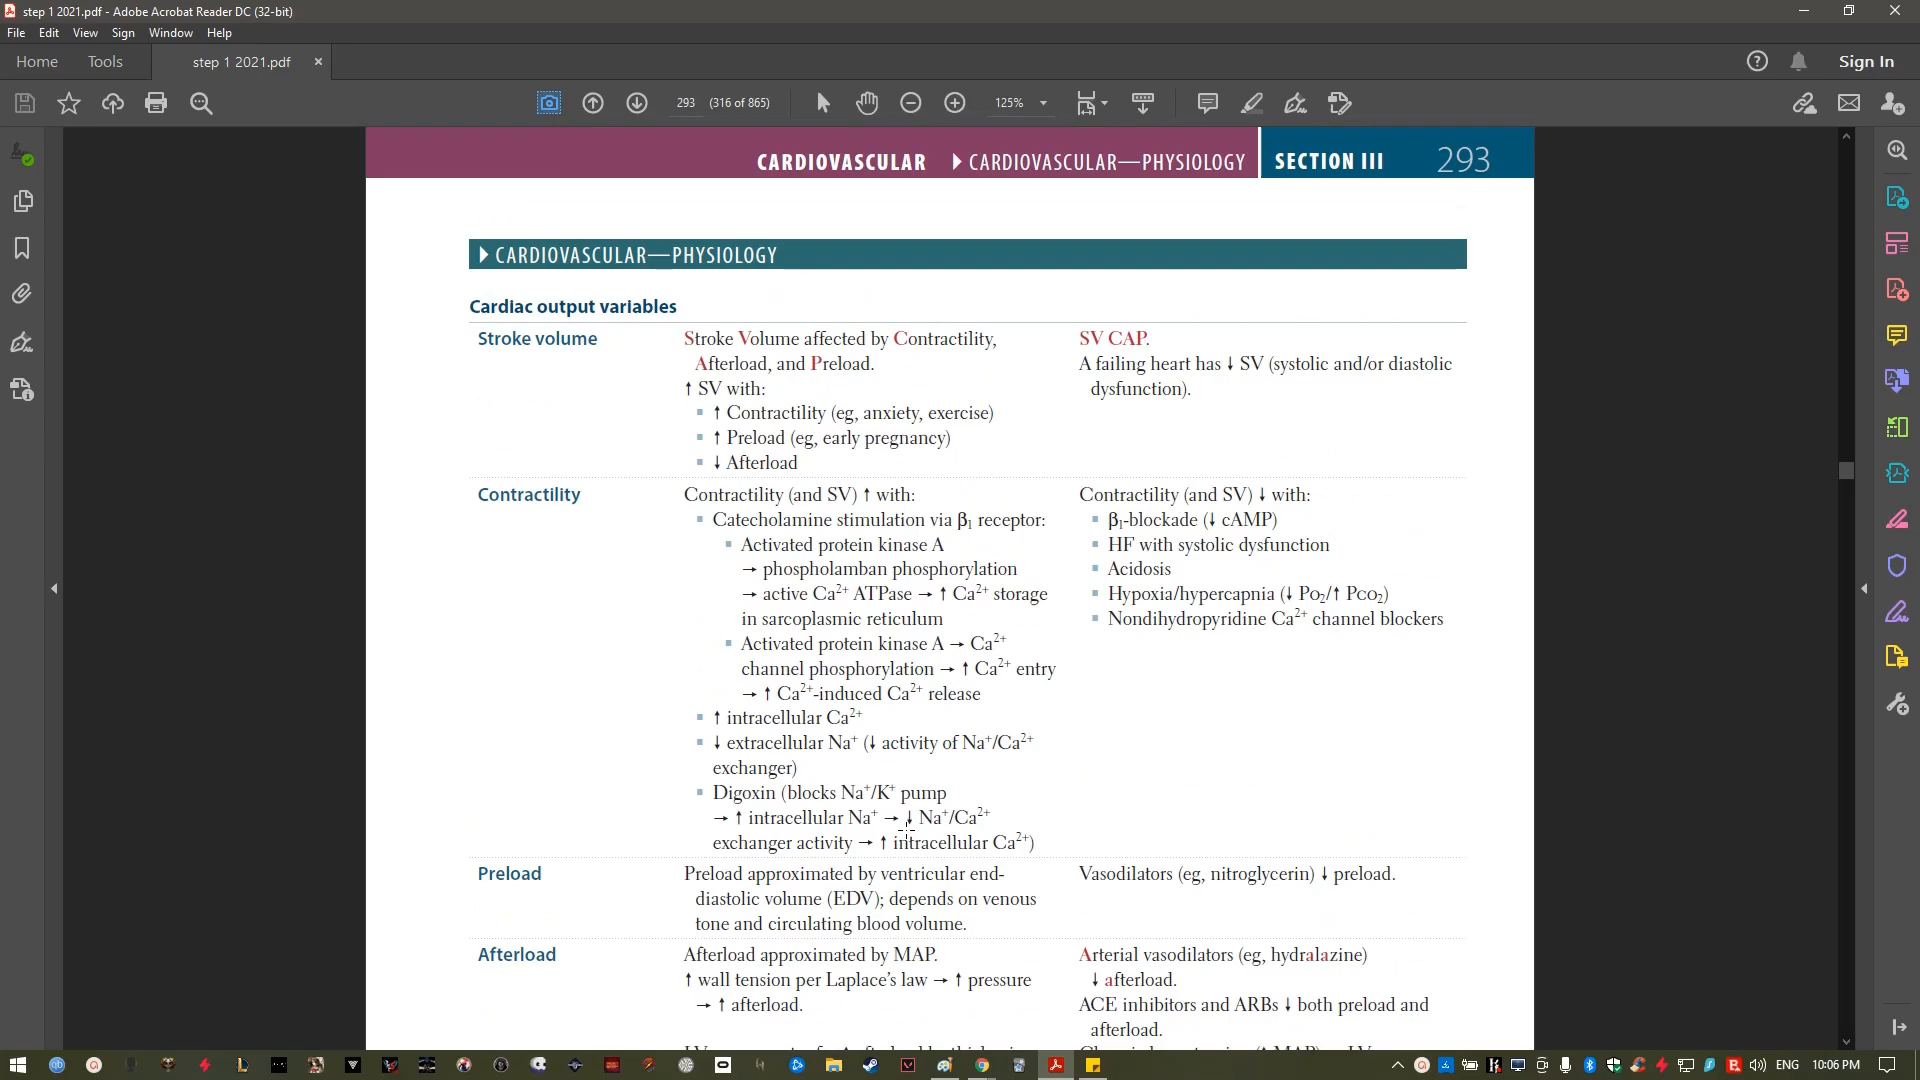 step 1 2021.pdf - Adobe Acrobat Reader DC (32-bit)
File Edit View Sign Window Help
Home Tools step 1 2021.pdf × Sign In
293 (316 of 865) 125%
CARDIOVASCULAR ▶ CARDIOVASCULAR—PHYSIOLOGY SECTION III 293
▶ CARDIOVASCULAR—PHYSIOLOGY
Cardiac output variables
Stroke volume
Stroke Volume affected by Contractility,
Afterload, and Preload.
↑ SV with:
▪ ↑ Contractility (eg, anxiety, exercise)
▪ ↑ Preload (eg, early pregnancy)
▪ ↓ Afterload
SV CAP.
A failing heart has ↓ SV (systolic and/or diastolic
dysfunction).
Contractility
Contractility (and SV) ↑ with:
▪ Catecholamine stimulation via β₁ receptor:
▪ Activated protein kinase A
→ phospholamban phosphorylation
→ active Ca²⁺ ATPase → ↑ Ca²⁺ storage
in sarcoplasmic reticulum
▪ Activated protein kinase A → Ca²⁺
channel phosphorylation → ↑ Ca²⁺ entry
→ ↑ Ca²⁺-induced Ca²⁺ release
▪ ↑ intracellular Ca²⁺
▪ ↓ extracellular Na⁺ (↓ activity of Na⁺/Ca²⁺
exchanger)
▪ Digoxin (blocks Na⁺/K⁺ pump
→ ↑ intracellular Na⁺ → ↓ Na⁺/Ca²⁺
exchanger activity → ↑ intracellular Ca²⁺)
Contractility (and SV) ↓ with:
▪ β₁-blockade (↓ cAMP)
▪ HF with systolic dysfunction
▪ Acidosis
▪ Hypoxia/hypercapnia (↓ Po₂/↑ Pco₂)
▪ Nondihydropyridine Ca²⁺ channel blockers
Preload
Preload approximated by ventricular end-
diastolic volume (EDV); depends on venous
tone and circulating blood volume.
Vasodilators (eg, nitroglycerin) ↓ preload.
Afterload
Afterload approximated by MAP.
↑ wall tension per Laplace's law → ↑ pressure
→ ↑ afterload.
Arterial vasodilators (eg, hydralazine)
↓ afterload.
ACE inhibitors and ARBs ↓ both preload and
afterload.
ENG 10:06 PM